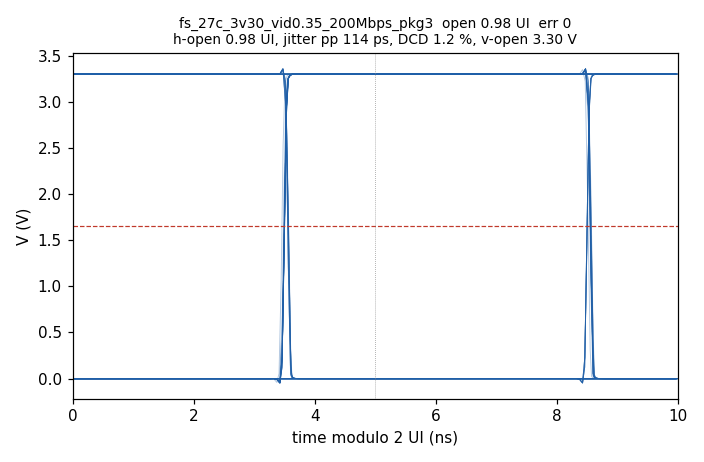 fs_27c_3v30_vid0.35_200Mbps_pkg3  open 0.98 UI  err 0
h-open 0.98 UI, jitter pp 114 ps, DCD 1.2 %, v-open 3.30 V
3.5
3.0
2.5
2.0
1.5
1.0
0.5
0.0
V (V)
0 2 4 6 8 10
time modulo 2 UI (ns)